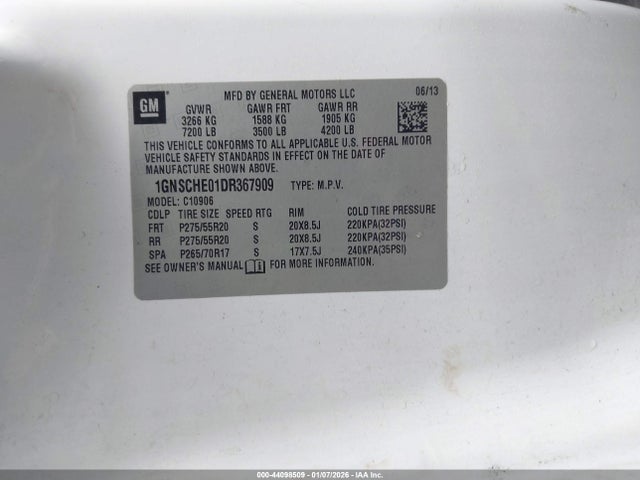 GM
MFD BY GENERAL MOTORS LLC 06/13
GVWR GAWR FRT GAWR RR
3266 KG 1588 KG 1905 KG
7200 LB 3500 LB 4200 LB
THIS VEHICLE CONFORMS TO ALL APPLICABLE U.S. FEDERAL MOTOR
VEHICLE SAFETY STANDARDS IN EFFECT ON THE DATE OF
MANUFACTURE SHOWN ABOVE.
1GNSCHE01DR367909 TYPE: M.P.V.
MODEL: C10906
CDLP TIRE SIZE SPEED RTG RIM COLD TIRE PRESSURE
FRT P275/55R20 S 20X8.5J 220KPA(32PSI)
RR P275/55R20 S 20X8.5J 220KPA(32PSI)
SPA P265/70R17 S 17X7.5J 240KPA(35PSI)
SEE OWNER'S MANUAL FOR MORE INFORMATION.
000-44098509 - 01/07/2026 - IAAI.COM